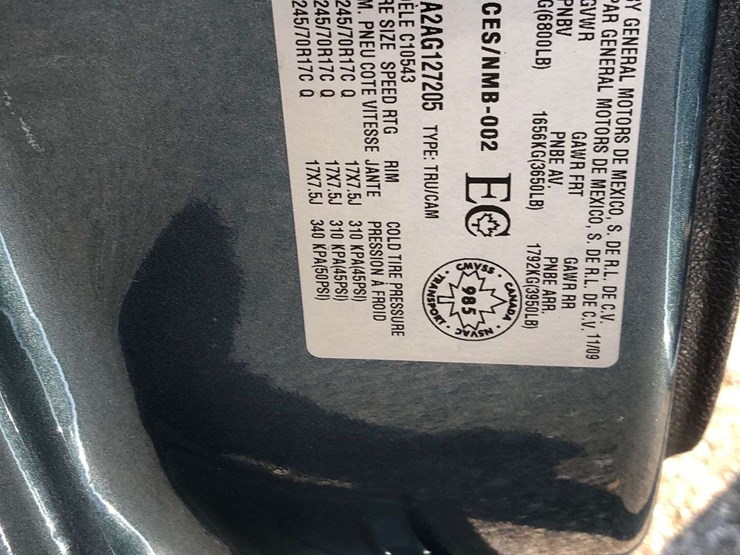 BY GENERAL MOTORS DE MEXICO, S. DE R.L. DE C.V.
PAR GENERAL MOTORS DE MEXICO, S. DE R.L. DE C.V. 11/09
GVWR GAWR FRT GAWR RR
PNBV PNBE AV. PNBE ARR.
G(6800LB) 1656KG(3650LB) 1792KG(3950LB)
CES/NMB-002
CMVSS CANADA NSVAC TRANSPORT
985
A2AG127205 TYPE: TRU/CAM
DÈLE C10543
RE SIZE SPEED RTG RIM COLD TIRE PRESSURE
M. PNEU COTE VITESSE JANTE PRESSION À FROID
245/70R17C Q 17X7.5J 310 KPA(45PSI)
245/70R17C Q 17X7.5J 310 KPA(45PSI)
245/70R17C Q 17X7.5J 340 KPA(50PSI)